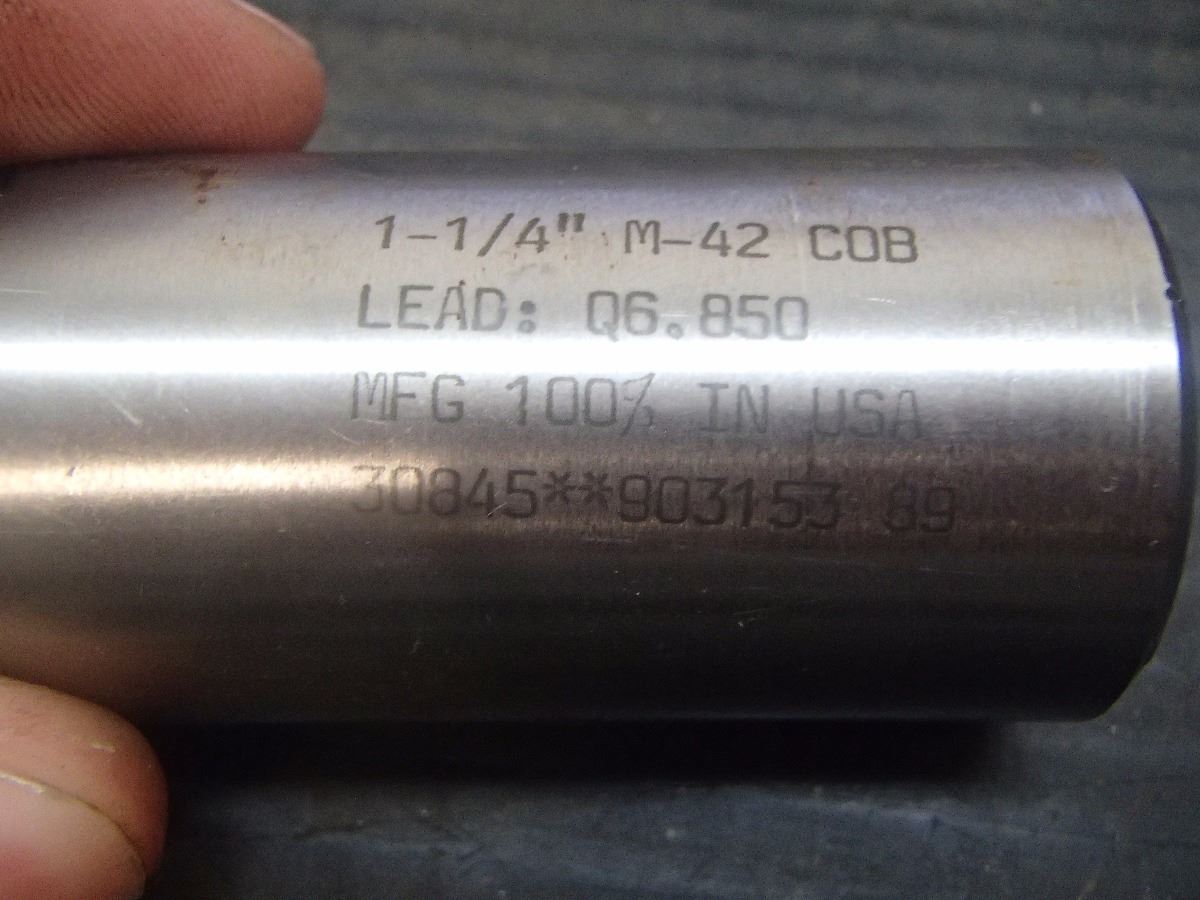 1-1/4" M-42 COB
LEAD: Q6.850
MFG 100% IN USA
30845**903153 89